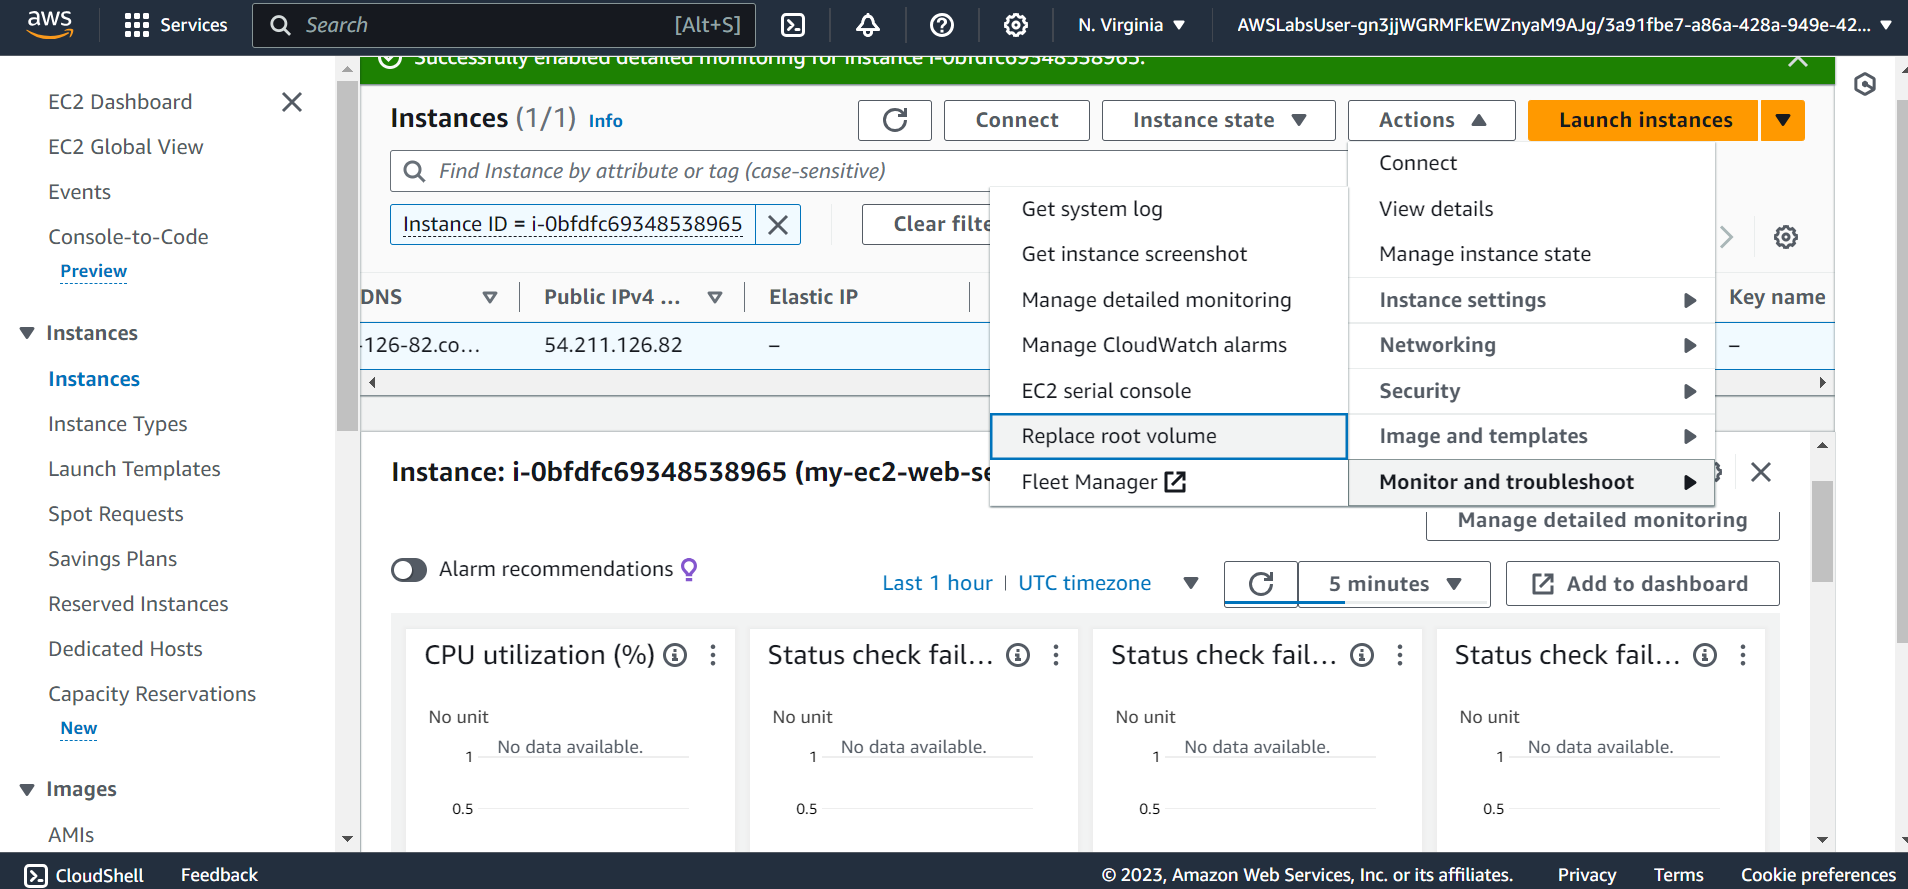 aws Services Search [Alt+S] N. Virginia AWSLabsUser-gn3jjWGRMFkEWZnyaM9AJg/3a91fbe7-a86a-428a-949e-42...
Successfully enabled detailed monitoring for instance i-0bfdfc69348538965.
EC2 Dashboard
EC2 Global View
Events
Console-to-Code
Preview
Instances
Instances
Instance Types
Launch Templates
Spot Requests
Savings Plans
Reserved Instances
Dedicated Hosts
Capacity Reservations
New
Images
AMIs
Instances (1/1) Info
Connect
Instance state
Actions
Launch instances
Find Instance by attribute or tag (case-sensitive)
Instance ID = i-0bfdfc69348538965
Clear filte
DNS Public IPv4 ... Elastic IP Key name
-126-82.co... 54.211.126.82 – –
Connect
View details
Manage instance state
Instance settings
Networking
Security
Image and templates
Monitor and troubleshoot
Get system log
Get instance screenshot
Manage detailed monitoring
Manage CloudWatch alarms
EC2 serial console
Replace root volume
Fleet Manager
Instance: i-0bfdfc69348538965 (my-ec2-web-se
Manage detailed monitoring
Alarm recommendations
Last 1 hour UTC timezone
5 minutes
Add to dashboard
CPU utilization (%)
No unit
No data available.
1
0.5
Status check fail...
No unit
No data available.
1
0.5
Status check fail...
No unit
No data available.
1
0.5
Status check fail...
No unit
No data available.
1
0.5
CloudShell Feedback © 2023, Amazon Web Services, Inc. or its affiliates. Privacy Terms Cookie preferences